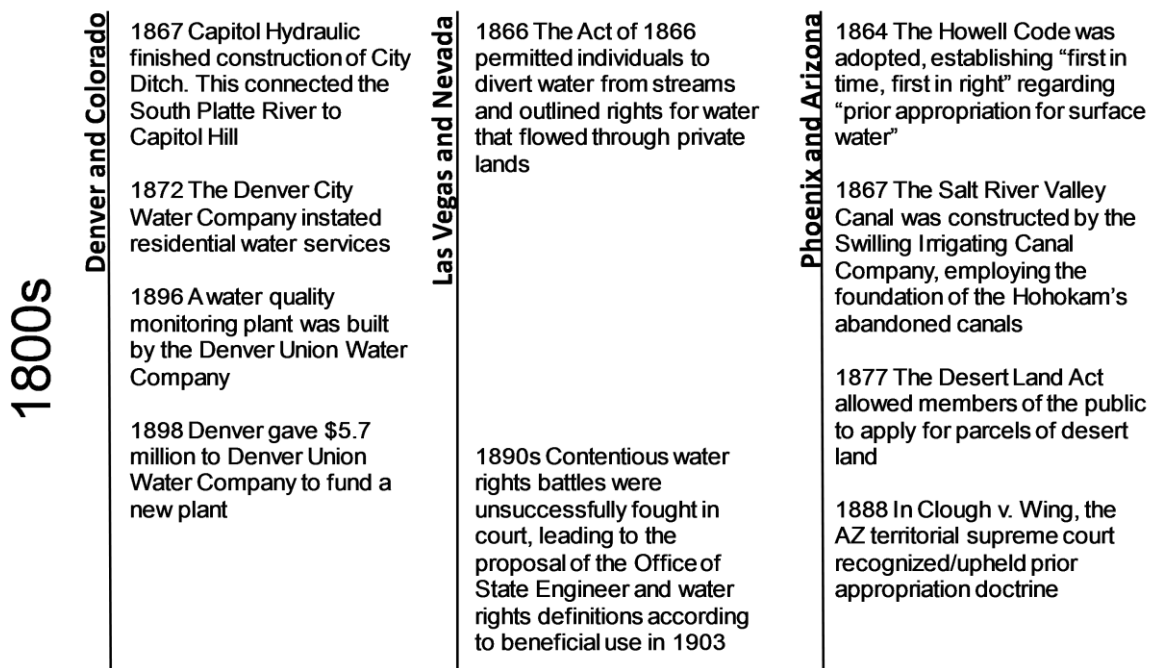 1800s
Denver and Colorado
1867 Capitol Hydraulic
finished construction of City
Ditch. This connected the
South Platte River to
Capitol Hill
1872 The Denver City
Water Company instated
residential water services
1896 A water quality
monitoring plant was built
by the Denver Union Water
Company
1898 Denver gave $5.7
million to Denver Union
Water Company to fund a
new plant
Las Vegas and Nevada
1866 The Act of 1866
permitted individuals to
divert water from streams
and outlined rights for water
that flowed through private
lands
1890s Contentious water
rights battles were
unsuccessfully fought in
court, leading to the
proposal of the Office of
State Engineer and water
rights definitions according
to beneficial use in 1903
Phoenix and Arizona
1864 The Howell Code was
adopted, establishing “first in
time, first in right” regarding
“prior appropriation for surface
water”
1867 The Salt River Valley
Canal was constructed by the
Swilling Irrigating Canal
Company, employing the
foundation of the Hohokam’s
abandoned canals
1877 The Desert Land Act
allowed members of the public
to apply for parcels of desert
land
1888 In Clough v. Wing, the
AZ territorial supreme court
recognized/upheld prior
appropriation doctrine